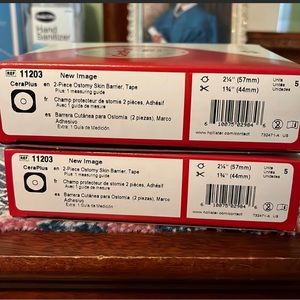 Hand
Sanitizer
REF 11203
New Image
CeraPlus
en 2-Piece Ostomy Skin Barrier, Tape
Plus: 1 measuring guide
fr Champ protecteur de stomie 2 pièces, Adhésif
Avec : 1 guide de mesure
es Barrera Cutánea para Ostomía (2 piezas), Marco
Adhesivo
Extra: 1 Guía de Medición
2¼" (57mm)
1¾" (44mm)
Units
Unités
Unidades
5
www.hollister.com/contact
732471-A US
REF 11203
New Image
CeraPlus
en 2-Piece Ostomy Skin Barrier, Tape
Plus: 1 measuring guide
fr Champ protecteur de stomie 2 pièces, Adhésif
Avec : 1 guide de mesure
es Barrera Cutánea para Ostomía (2 piezas), Marco
Adhesivo
Extra: 1 Guía de Medición
2¼" (57mm)
1¾" (44mm)
Units
Unités
Unidades
5
www.hollister.com/contact
732471-A US